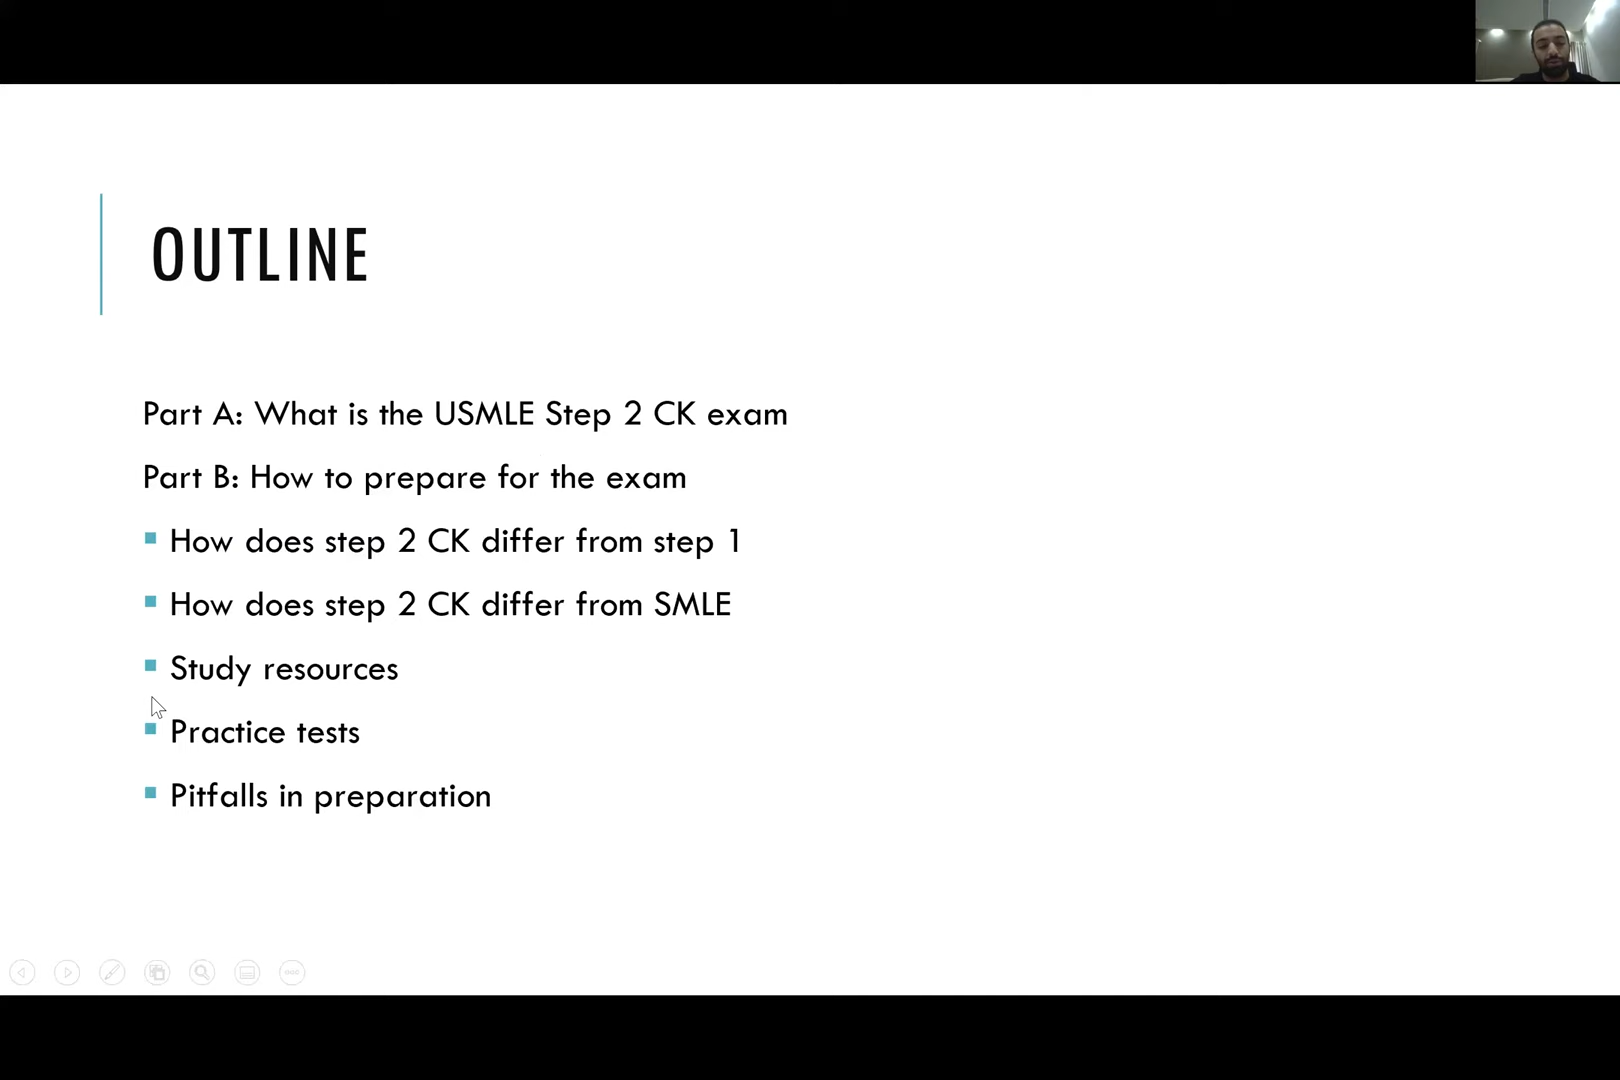 OUTLINE
Part A: What is the USMLE Step 2 CK exam
Part B: How to prepare for the exam
▪ How does step 2 CK differ from step 1
▪ How does step 2 CK differ from SMLE
▪ Study resources
▪ Practice tests
▪ Pitfalls in preparation